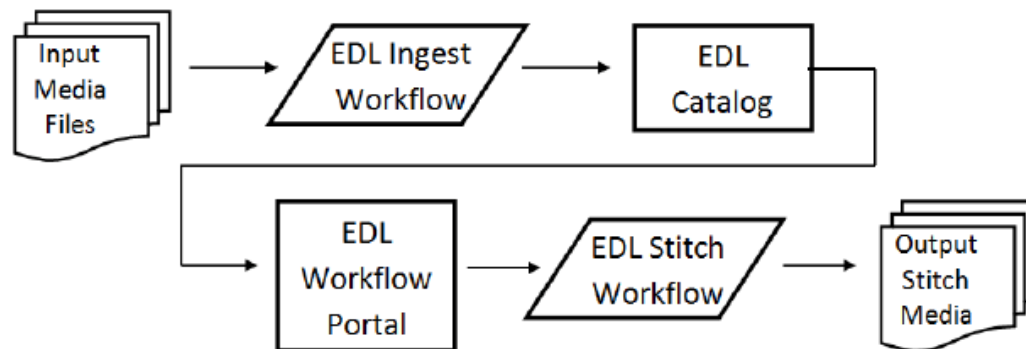 Input
Media
Files
EDL Ingest
Workflow
EDL
Catalog
EDL
Workflow
Portal
EDL Stitch
Workflow
Output
Stitch
Media